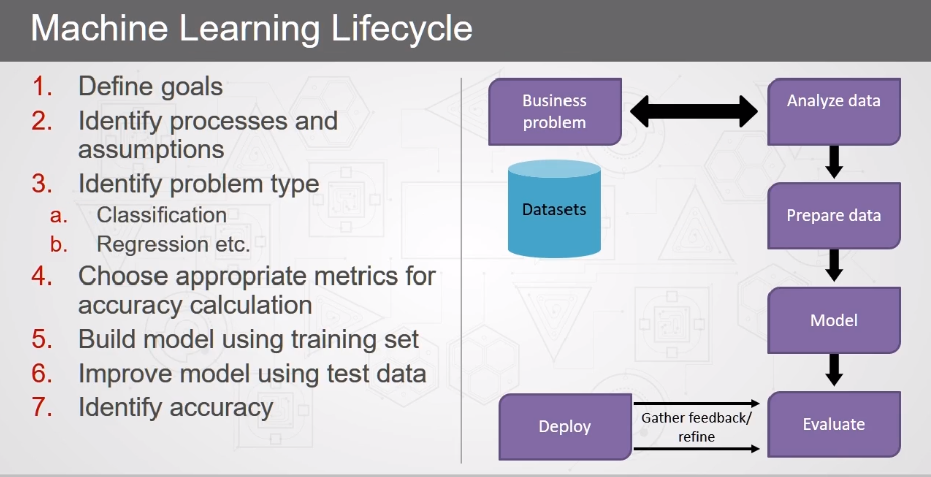 Machine Learning Lifecycle
1. Define goals
2. Identify processes and
assumptions
3. Identify problem type
a. Classification
b. Regression etc.
4. Choose appropriate metrics for
accuracy calculation
5. Build model using training set
6. Improve model using test data
7. Identify accuracy
Business
problem
Analyze data
Datasets
Prepare data
Model
Deploy
Gather feedback/
refine
Evaluate